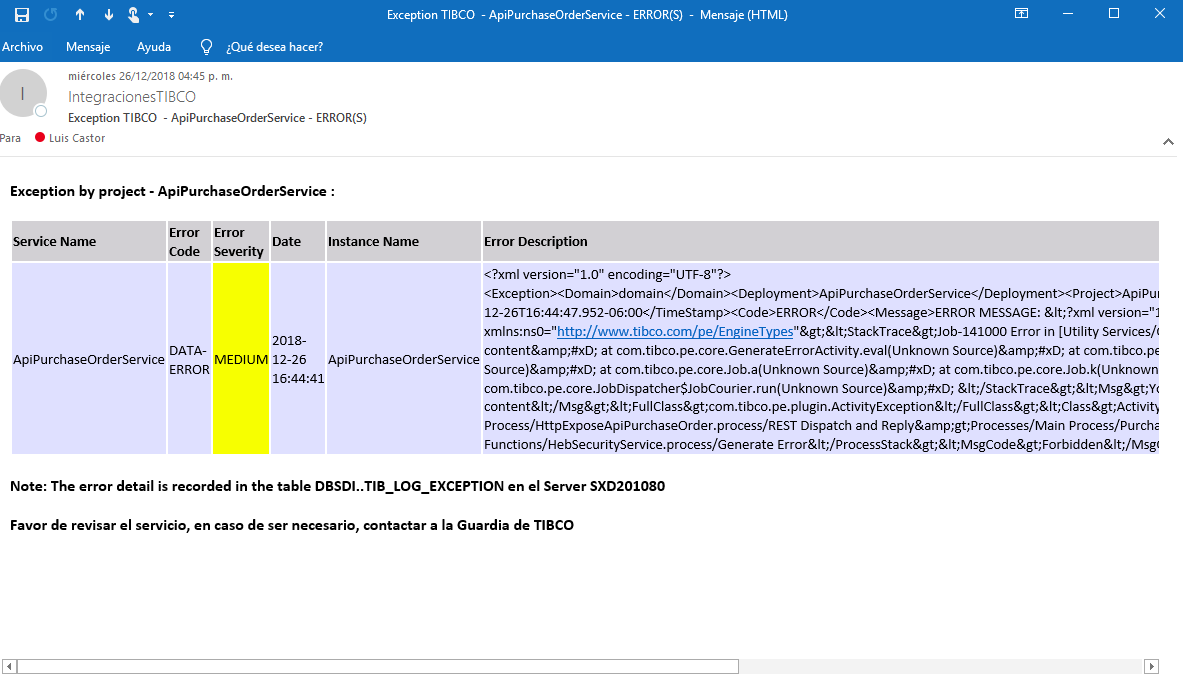 Exception TIBCO - ApiPurchaseOrderService - ERROR(S) - Mensaje (HTML)
Archivo Mensaje Ayuda ¿Qué desea hacer?
miércoles 26/12/2018 04:45 p. m.
I
IntegracionesTIBCO
Exception TIBCO - ApiPurchaseOrderService - ERROR(S)
Para Luis Castor
Exception by project - ApiPurchaseOrderService :
Service Name Error Code Error Severity Date Instance Name Error Description
ApiPurchaseOrderService
DATA-
ERROR
MEDIUM
2018-
12-26
16:44:41
ApiPurchaseOrderService
<?xml version="1.0" encoding="UTF-8"?>
<Exception><Domain>domain</Domain><Deployment>ApiPurchaseOrderService</Deployment><Project>ApiPu
12-26T16:44:47.952-06:00</TimeStamp><Code>ERROR</Code><Message>ERROR MESSAGE: &lt;?xml version="1
xmlns:ns0="http://www.tibco.com/pe/EngineTypes"&gt;&lt;StackTrace&gt;Job-141000 Error in [Utility Services/
content&amp;#xD; at com.tibco.pe.core.GenerateErrorActivity.eval(Unknown Source)&amp;#xD; at com.tibco.pe
Source)&amp;#xD; at com.tibco.pe.core.Job.a(Unknown Source)&amp;#xD; at com.tibco.pe.core.Job.k(Unknown
com.tibco.pe.core.JobDispatcher$JobCourier.run(Unknown Source)&amp;#xD; &lt;/StackTrace&gt;&lt;Msg&gt;Yo
content&lt;/Msg&gt;&lt;FullClass&gt;com.tibco.pe.plugin.ActivityException&lt;/FullClass&gt;&lt;Class&gt;Activity
Process/HttpExposeApiPurchaseOrder.process/REST Dispatch and Reply&amp;gt;Processes/Main Process/Purcha
Functions/HebSecurityService.process/Generate Error&lt;/ProcessStack&gt;&lt;MsgCode&gt;Forbidden&lt;/Msg
Note: The error detail is recorded in the table DBSDI..TIB_LOG_EXCEPTION en el Server SXD201080
Favor de revisar el servicio, en caso de ser necesario, contactar a la Guardia de TIBCO